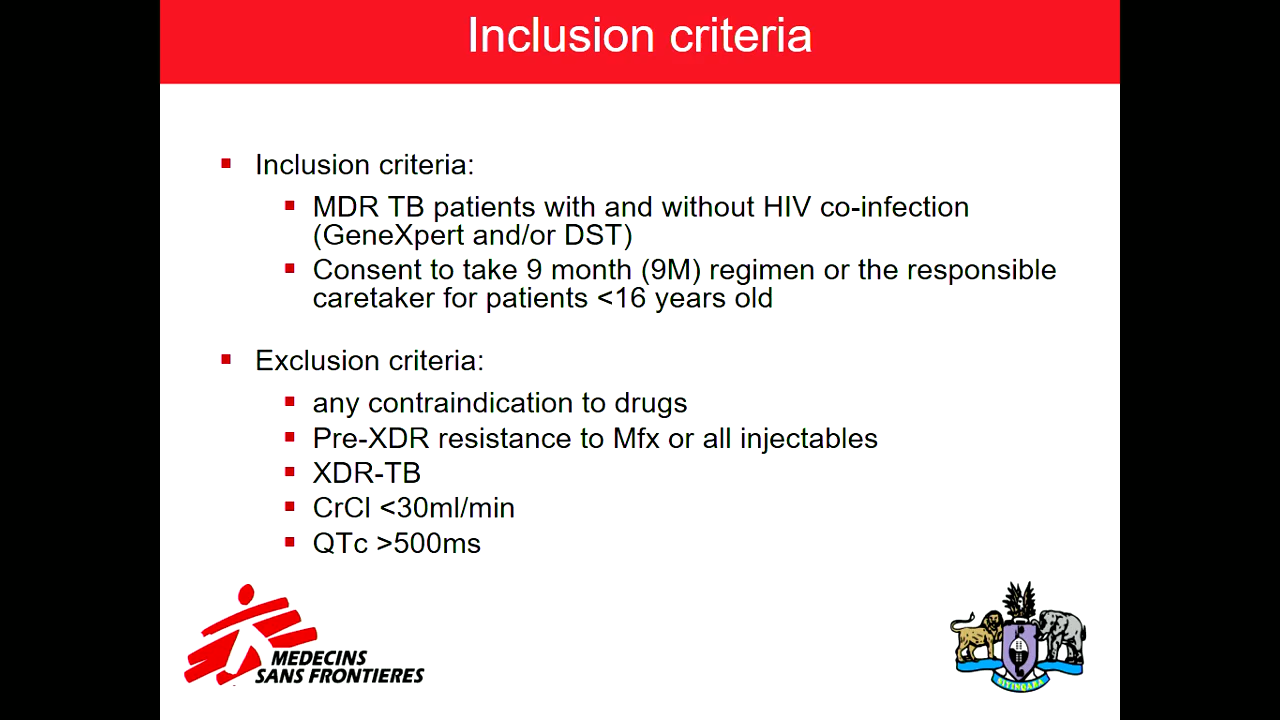 Inclusion criteria
Inclusion criteria:
MDR TB patients with and without HIV co-infection
(GeneXpert and/or DST)
Consent to take 9 month (9M) regimen or the responsible
caretaker for patients <16 years old
Exclusion criteria:
any contraindication to drugs
Pre-XDR resistance to Mfx or all injectables
XDR-TB
CrCl <30ml/min
QTc >500ms
MEDECINS
SANS FRONTIERES
SIYINQABA